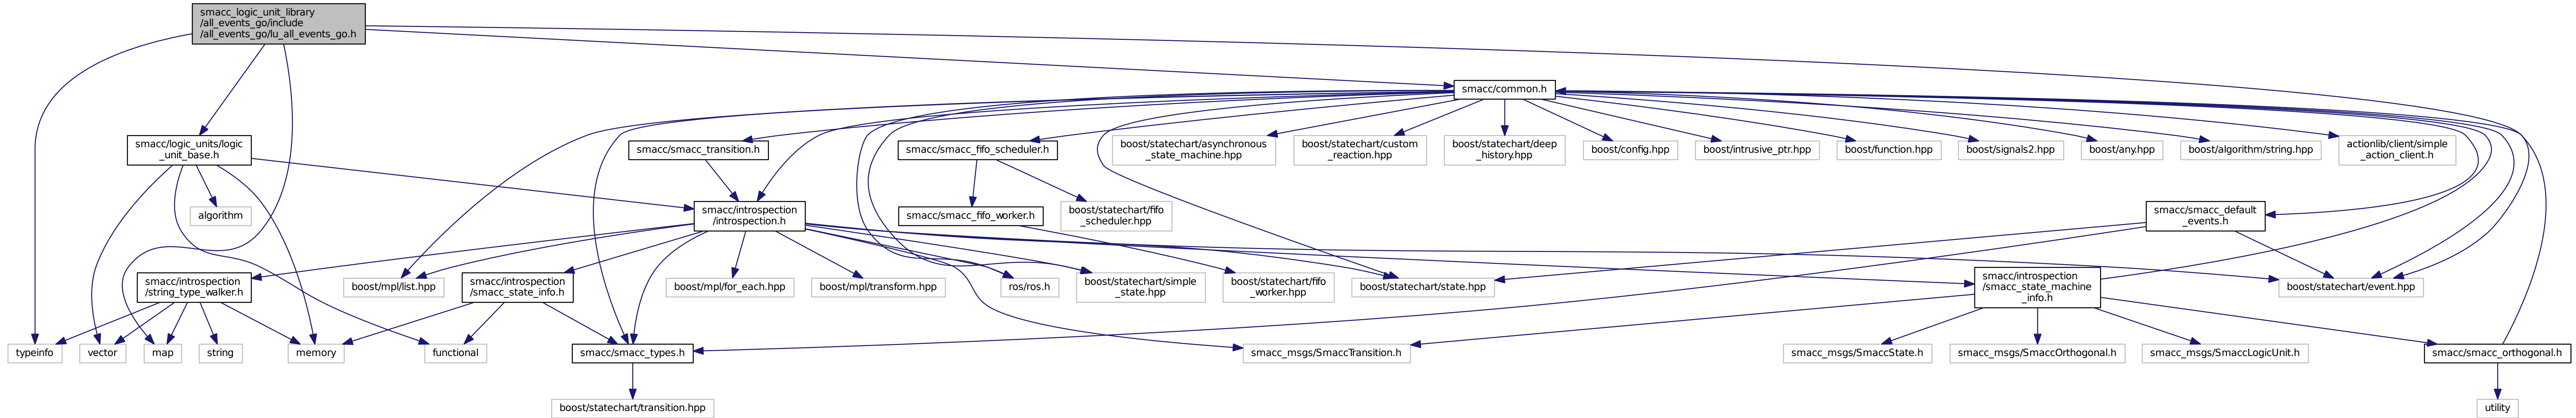 smacc_logic_unit_library
/all_events_go/include
/all_events_go/lu_all_events_go.h
smacc/common.h
smacc/logic_units/logic
_unit_base.h
smacc/smacc_transition.h
smacc/smacc_fifo_scheduler.h
boost/statechart/asynchronous
_state_machine.hpp
boost/statechart/custom
_reaction.hpp
boost/statechart/deep
_history.hpp
boost/config.hpp
boost/intrusive_ptr.hpp
boost/function.hpp
boost/signals2.hpp
boost/any.hpp
boost/algorithm/string.hpp
actionlib/client/simple
_action_client.h
algorithm
smacc/introspection
/introspection.h
smacc/smacc_fifo_worker.h
boost/statechart/fifo
_scheduler.hpp
smacc/smacc_default
_events.h
smacc/introspection
/string_type_walker.h
boost/mpl/list.hpp
smacc/introspection
/smacc_state_info.h
boost/mpl/for_each.hpp
boost/mpl/transform.hpp
ros/ros.h
boost/statechart/simple
_state.hpp
boost/statechart/fifo
_worker.hpp
boost/statechart/state.hpp
smacc/introspection
/smacc_state_machine
_info.h
boost/statechart/event.hpp
typeinfo
vector
map
string
memory
functional
smacc/smacc_types.h
smacc_msgs/SmaccTransition.h
smacc_msgs/SmaccState.h
smacc_msgs/SmaccOrthogonal.h
smacc_msgs/SmaccLogicUnit.h
smacc/smacc_orthogonal.h
boost/statechart/transition.hpp
utility